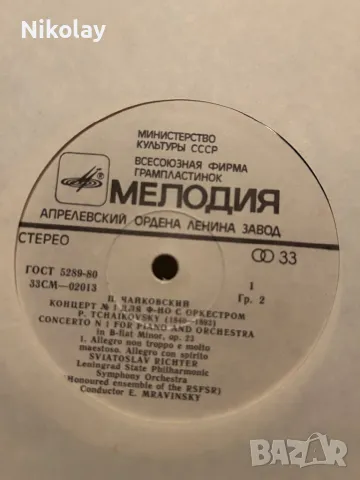 Nikolay
МИНИСТЕРСТВО
КУЛЬТУРЫ СССР
ВСЕСОЮЗНАЯ ФИРМА
ГРАМПЛАСТИНОК
МЕЛОДИЯ
АПРЕЛЕВСКИЙ ОРДЕНА ЛЕНИНА ЗАВОД
СТЕРЕО
33
ГОСТ 5289-80
33СМ—02013
1
Гр. 2
П. ЧАЙКОВСКИЙ
КОНЦЕРТ № 1 ДЛЯ Ф-НО С ОРКЕСТРОМ
P. TCHAIKOVSKY (1840—1893)
CONCERTO N 1 FOR PIANO AND ORCHESTRA
in B-flat Minor, op. 23
1. Allegro non troppo e molto
maestoso. Allegro con spirito
SVIATOSLAV RICHTER
Leningrad State Philharmonic
Symphony Orchestra
(Honoured ensemble of the RSFSR)
Conductor E. MRAVINSKY
BAZAR